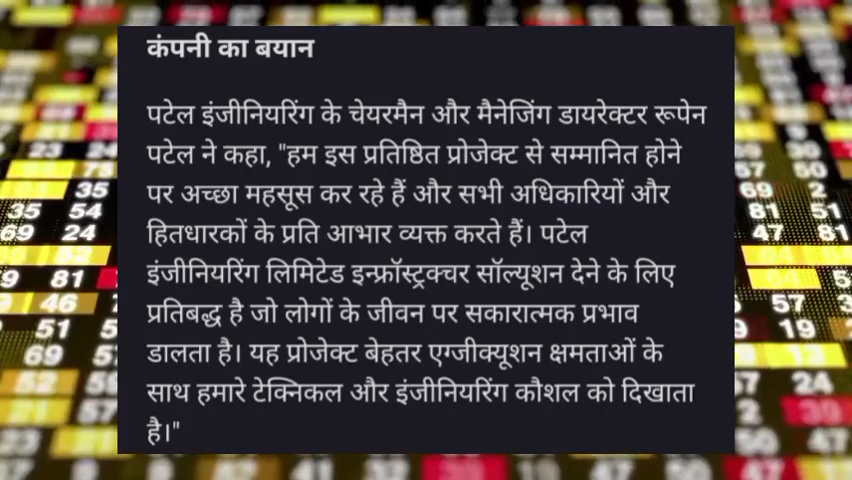 कंपनी का बयान
पटेल इंजीनियरिंग के चेयरमैन और मैनेजिंग डायरेक्टर रूपेन
पटेल ने कहा, "हम इस प्रतिष्ठित प्रोजेक्ट से सम्मानित होने
पर अच्छा महसूस कर रहे हैं और सभी अधिकारियों और
हितधारकों के प्रति आभार व्यक्त करते हैं। पटेल
इंजीनियरिंग लिमिटेड इन्फ्रॉस्ट्रक्चर सॉल्यूशन देने के लिए
प्रतिबद्ध है जो लोगों के जीवन पर सकारात्मक प्रभाव
डालता है। यह प्रोजेक्ट बेहतर एग्जीक्यूशन क्षमताओं के
साथ हमारे टेक्निकल और इंजीनियरिंग कौशल को दिखाता
है।"